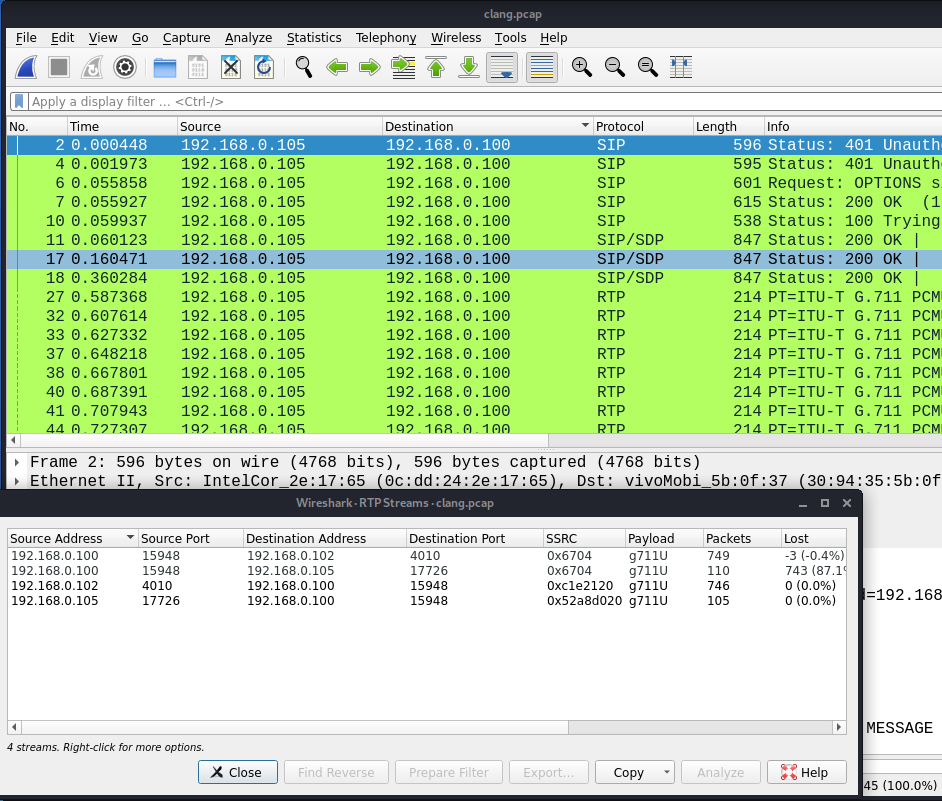 clang.pcap
File Edit View Go Capture Analyze Statistics Telephony Wireless Tools Help
Apply a display filter ... <Ctrl-/>
No. Time Source Destination Protocol Length Info
2 0.000448 192.168.0.105 192.168.0.100 SIP 596 Status: 401 Unauth
4 0.001973 192.168.0.105 192.168.0.100 SIP 595 Status: 401 Unauth
6 0.055858 192.168.0.105 192.168.0.100 SIP 601 Request: OPTIONS s
7 0.055927 192.168.0.105 192.168.0.100 SIP 615 Status: 200 OK (1
10 0.059937 192.168.0.105 192.168.0.100 SIP 538 Status: 100 Trying
11 0.060123 192.168.0.105 192.168.0.100 SIP/SDP 847 Status: 200 OK |
17 0.160471 192.168.0.105 192.168.0.100 SIP/SDP 847 Status: 200 OK |
18 0.360284 192.168.0.105 192.168.0.100 SIP/SDP 847 Status: 200 OK |
27 0.587368 192.168.0.105 192.168.0.100 RTP 214 PT=ITU-T G.711 PCMU
32 0.607614 192.168.0.105 192.168.0.100 RTP 214 PT=ITU-T G.711 PCMU
33 0.627332 192.168.0.105 192.168.0.100 RTP 214 PT=ITU-T G.711 PCMU
37 0.648218 192.168.0.105 192.168.0.100 RTP 214 PT=ITU-T G.711 PCMU
38 0.667801 192.168.0.105 192.168.0.100 RTP 214 PT=ITU-T G.711 PCMU
40 0.687391 192.168.0.105 192.168.0.100 RTP 214 PT=ITU-T G.711 PCMU
41 0.707943 192.168.0.105 192.168.0.100 RTP 214 PT=ITU-T G.711 PCMU
44 0.727307 192.168.0.105 192.168.0.100 RTP 214 PT=ITU-T G.711 PCMU
Frame 2: 596 bytes on wire (4768 bits), 596 bytes captured (4768 bits)
Ethernet II, Src: IntelCor_2e:17:65 (0c:dd:24:2e:17:65), Dst: vivoMobi_5b:0f:37 (30:94:35:5b:0f
Wireshark · RTP Streams · clang.pcap
Source Address Source Port Destination Address Destination Port SSRC Payload Packets Lost
192.168.0.100 15948 192.168.0.102 4010 0x6704 g711U 749 -3 (-0.4%)
192.168.0.100 15948 192.168.0.105 17726 0x6704 g711U 110 743 (87.1%
192.168.0.102 4010 192.168.0.100 15948 0xc1e2120 g711U 746 0 (0.0%)
192.168.0.105 17726 192.168.0.100 15948 0x52a8d020 g711U 105 0 (0.0%)
=192.168
MESSAGE
4 streams. Right-click for more options.
Close Find Reverse Prepare Filter Export... Copy Analyze Help
45 (100.0%)